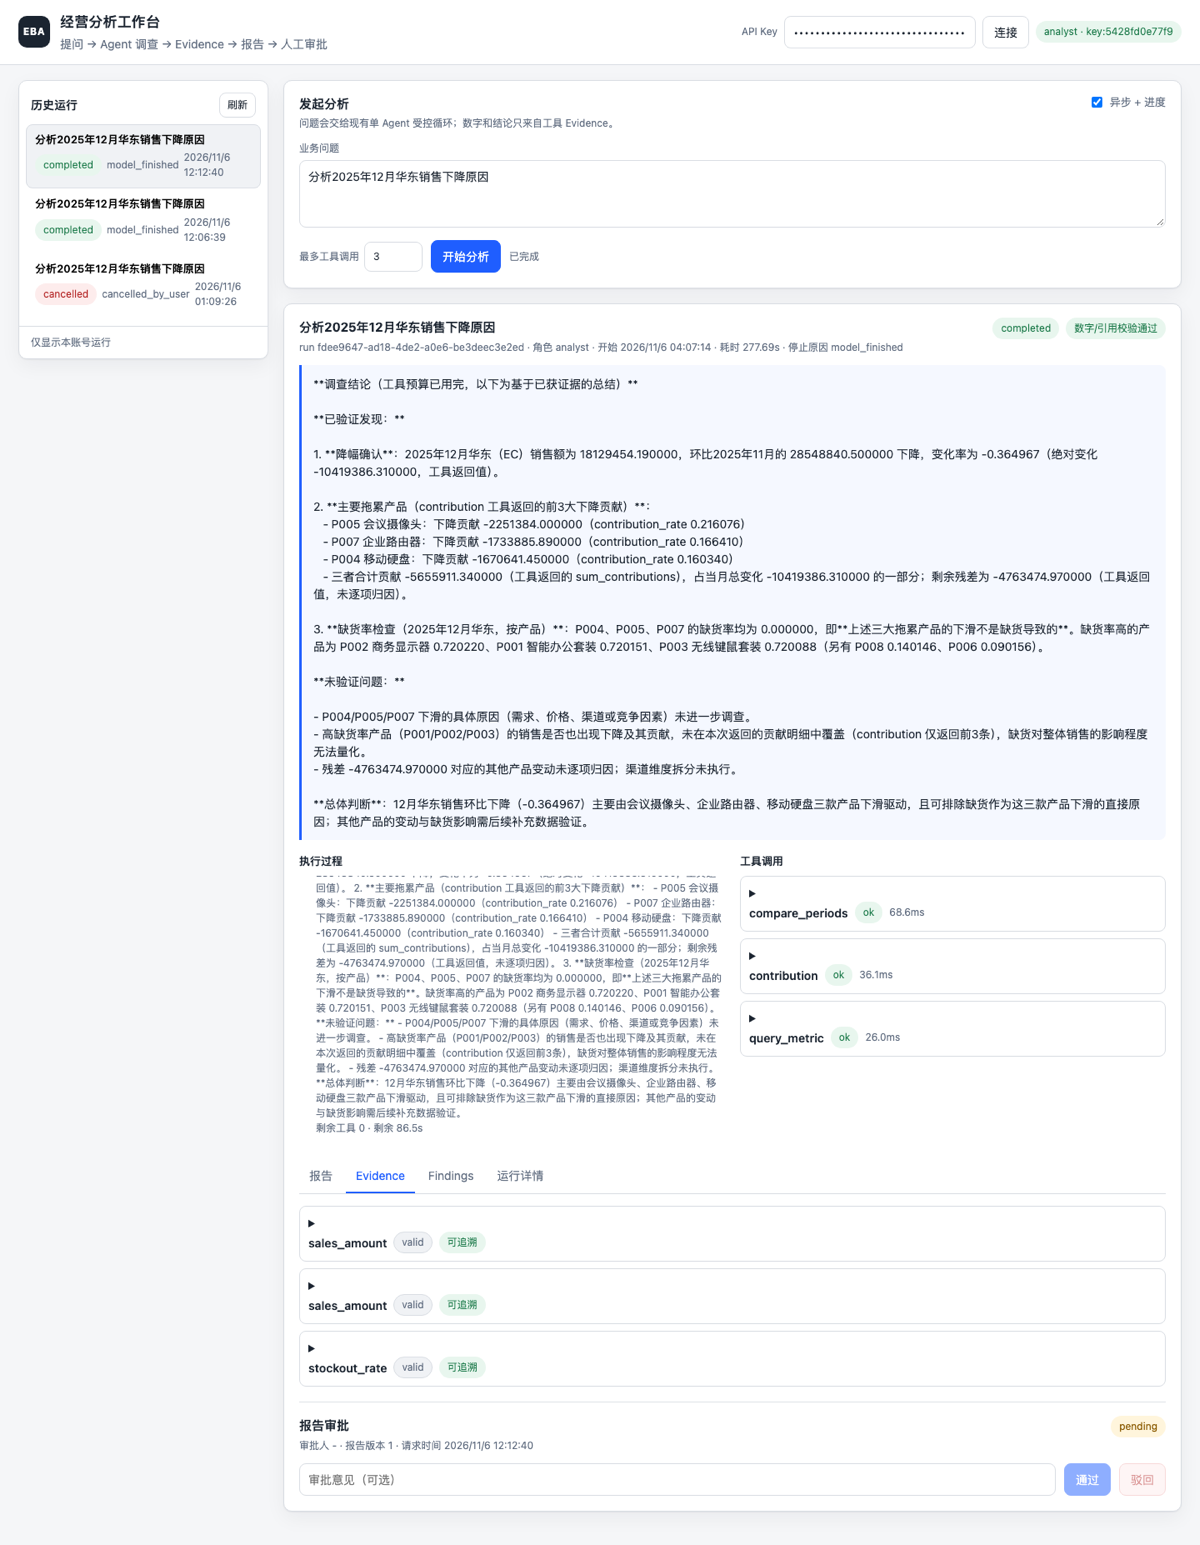 EBA
经营分析工作台
提问 → Agent 调查 → Evidence → 报告 → 人工审批
API Key
连接
analyst · key:5428fd0e77f9
历史运行
刷新
分析2025年12月华东销售下降原因
completed
model_finished
2026/11/6
12:12:40
分析2025年12月华东销售下降原因
completed
model_finished
2026/11/6
12:06:39
分析2025年12月华东销售下降原因
cancelled
cancelled_by_user
2026/11/6
01:09:26
仅显示本账号运行
发起分析
异步 + 进度
问题会交给现有单 Agent 受控循环；数字和结论只来自工具 Evidence。
业务问题
分析2025年12月华东销售下降原因
最多工具调用
3
开始分析
已完成
分析2025年12月华东销售下降原因
completed
数字/引用校验通过
run fdee9647-ad18-4de2-a0e6-be3deec3e2ed · 角色 analyst · 开始 2026/11/6 04:07:14 · 耗时 277.69s · 停止原因 model_finished
**调查结论（工具预算已用完，以下为基于已获证据的总结）**
**已验证发现：**
1. **降幅确认**：2025年12月华东（EC）销售额为 18129454.190000，环比2025年11月的 28548840.500000 下降，变化率为 -0.364967（绝对变化
-10419386.310000，工具返回值）。
2. **主要拖累产品（contribution 工具返回的前3大下降贡献）**：
- P005 会议摄像头：下降贡献 -2251384.000000（contribution_rate 0.216076）
- P007 企业路由器：下降贡献 -1733885.890000（contribution_rate 0.166410）
- P004 移动硬盘：下降贡献 -1670641.450000（contribution_rate 0.160340）
- 三者合计贡献 -5655911.340000（工具返回的 sum_contributions），占当月总变化 -10419386.310000 的一部分；剩余残差为 -4763474.970000（工具返回
值，未逐项归因）。
3. **缺货率检查（2025年12月华东，按产品）**：P004、P005、P007 的缺货率均为 0.000000，即**上述三大拖累产品的下滑不是缺货导致的**。缺货率高的产
品为 P002 商务显示器 0.720220、P001 智能办公套装 0.720151、P003 无线键鼠套装 0.720088（另有 P008 0.140146、P006 0.090156）。
**未验证问题：**
- P004/P005/P007 下滑的具体原因（需求、价格、渠道或竞争因素）未进一步调查。
- 高缺货率产品（P001/P002/P003）的销售是否也出现下降及其贡献，未在本次返回的贡献明细中覆盖（contribution 仅返回前3条），缺货对整体销售的影响程度
无法量化。
- 残差 -4763474.970000 对应的其他产品变动未逐项归因；渠道维度拆分未执行。
**总体判断**：12月华东销售环比下降（-0.364967）主要由会议摄像头、企业路由器、移动硬盘三款产品下滑驱动，且可排除缺货作为这三款产品下滑的直接原
因；其他产品的变动与缺货影响需后续补充数据验证。
执行过程
回值）。 2. **主要拖累产品（contribution 工具返回的前3大下降贡献）**： - P005 会议摄
像头：下降贡献 -2251384.000000（contribution_rate 0.216076） - P007 企业路由器：
下降贡献 -1733885.890000（contribution_rate 0.166410） - P004 移动硬盘：下降贡献
-1670641.450000（contribution_rate 0.160340） - 三者合计贡献 -5655911.340000
（工具返回的 sum_contributions），占当月总变化 -10419386.310000 的一部分；剩余残
差为 -4763474.970000（工具返回值，未逐项归因）。 3. **缺货率检查（2025年12月华
东，按产品）**：P004、P005、P007 的缺货率均为 0.000000，即**上述三大拖累产品的
下滑不是缺货导致的**。缺货率高的产品为 P002 商务显示器 0.720220、P001 智能办公套
装 0.720151、P003 无线键鼠套装 0.720088（另有 P008 0.140146、P006 0.090156）。
**未验证问题：** - P004/P005/P007 下滑的具体原因（需求、价格、渠道或竞争因素）未
进一步调查。 - 高缺货率产品（P001/P002/P003）的销售是否也出现下降及其贡献，未在
本次返回的贡献明细中覆盖（contribution 仅返回前3条），缺货对整体销售的影响程度无法
量化。 - 残差 -4763474.970000 对应的其他产品变动未逐项归因；渠道维度拆分未执行。
**总体判断**：12月华东销售环比下降（-0.364967）主要由会议摄像头、企业路由器、移
动硬盘三款产品下滑驱动，且可排除缺货作为这三款产品下滑的直接原因；其他产品的变动
与缺货影响需后续补充数据验证。
剩余工具 0 · 剩余 86.5s
工具调用
compare_periods
ok
68.6ms
contribution
ok
36.1ms
query_metric
ok
26.0ms
报告
Evidence
Findings
运行详情
sales_amount
valid
可追溯
sales_amount
valid
可追溯
stockout_rate
valid
可追溯
报告审批
pending
审批人 - · 报告版本 1 · 请求时间 2026/11/6 12:12:40
审批意见（可选）
通过
驳回